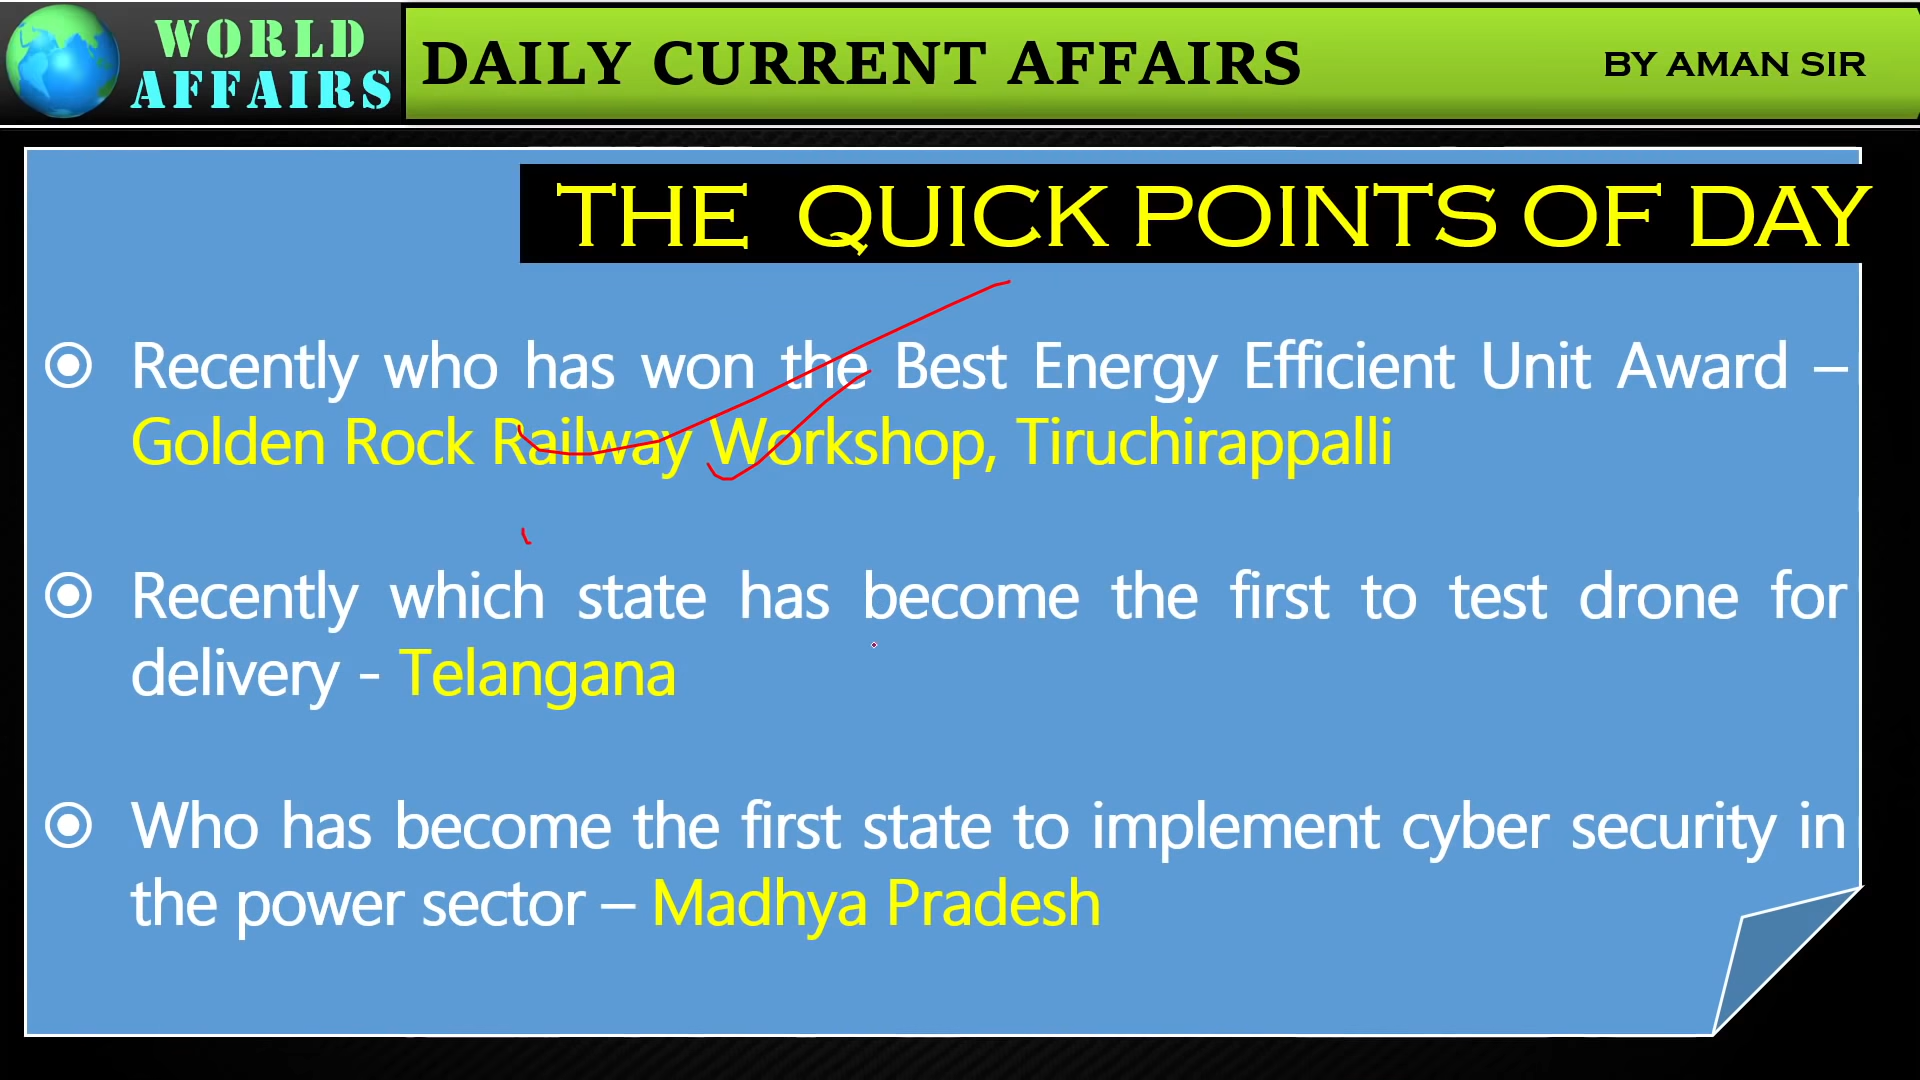 WORLD
AFFAIRS
DAILY CURRENT AFFAIRS
BY AMAN SIR
THE QUICK POINTS OF DAY
Recently who has won the Best Energy Efficient Unit Award –
Golden Rock Railway Workshop, Tiruchirappalli
Recently which state has become the first to test drone for
delivery - Telangana
Who has become the first state to implement cyber security in
the power sector – Madhya Pradesh